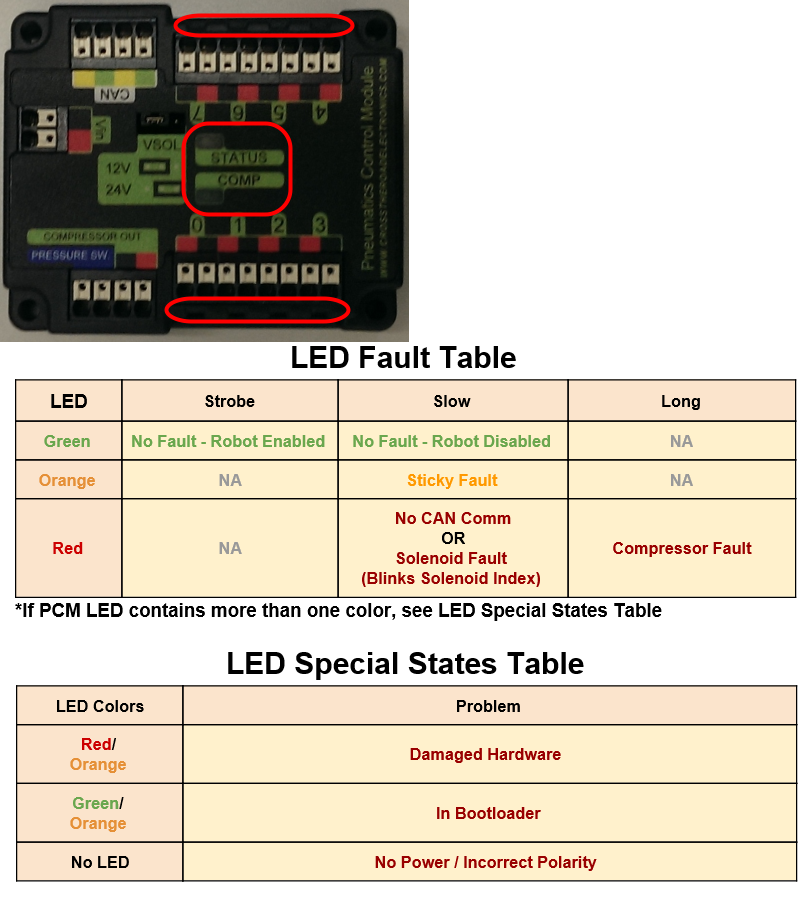 CAN
7 6 5 4
Vin
VSOL
12V
24V
STATUS
COMP
0 1 2 3
COMPRESSOR OUT
PRESSURE SW
Pneumatics Control Module
WWW.CROSSTHEROADELECTRONICS.COM
LED Fault Table
LED Strobe Slow Long
Green No Fault - Robot Enabled No Fault - Robot Disabled NA
Orange NA Sticky Fault NA
Red NA No CAN Comm
OR
Solenoid Fault
(Blinks Solenoid Index) Compressor Fault
*If PCM LED contains more than one color, see LED Special States Table
LED Special States Table
LED Colors Problem
Red/
Orange Damaged Hardware
Green/
Orange In Bootloader
No LED No Power / Incorrect Polarity